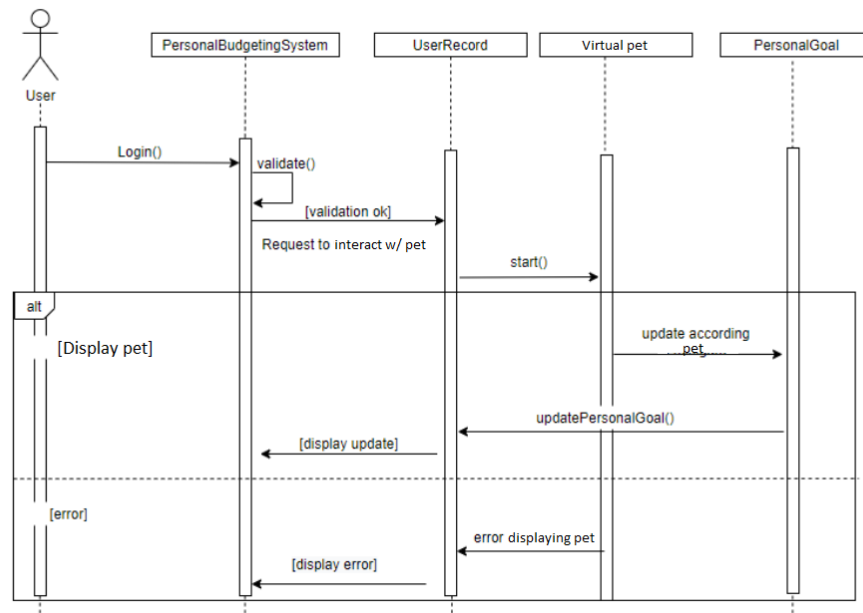 PersonalBudgetingSystem
UserRecord
Virtual pet
PersonalGoal
User
Login()
validate()
[validation ok]
Request to interact w/ pet
start()
alt
[Display pet]
update according
pet
updatePersonalGoal()
[display update]
[error]
error displaying pet
[display error]